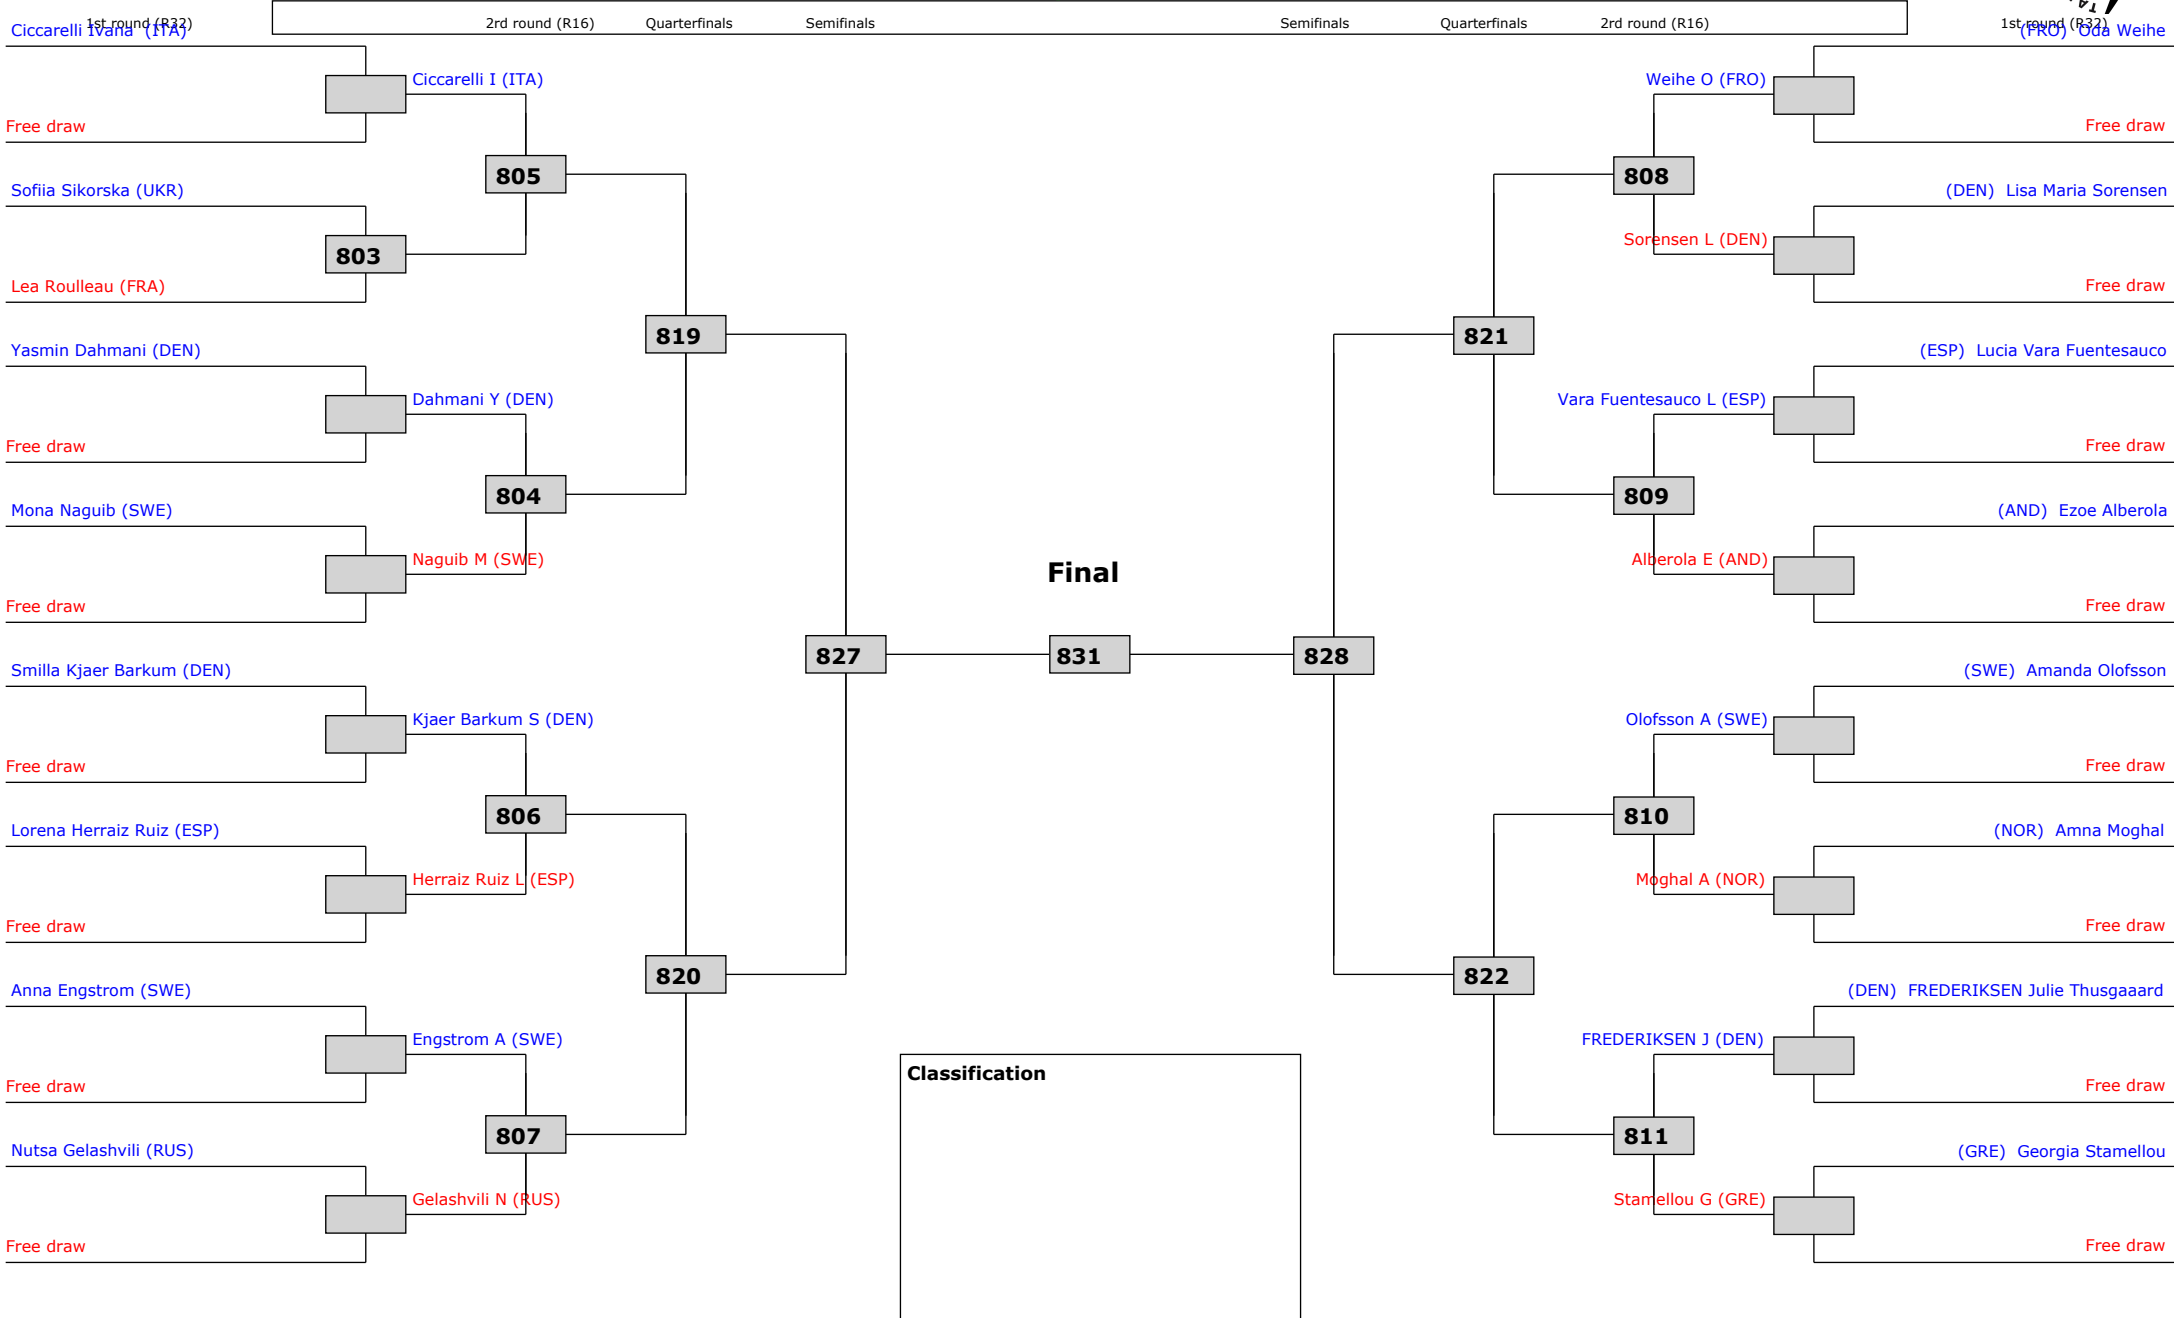 1st round (R32)
2rd round (R16)
Quarterfinals
Semifinals
Semifinals
Quarterfinals
2rd round (R16)
1st round (R32)
Ciccarelli Ivana (ITA)
(FRO) Oda Weihe
Ciccarelli I (ITA)
Weihe O (FRO)
Free draw
Free draw
805
808
Sofiia Sikorska (UKR)
(DEN) Lisa Maria Sorensen
803
Sorensen L (DEN)
Lea Roulleau (FRA)
Free draw
819
821
Yasmin Dahmani (DEN)
(ESP) Lucia Vara Fuentesauco
Dahmani Y (DEN)
Vara Fuentesauco L (ESP)
Free draw
Free draw
804
809
Mona Naguib (SWE)
(AND) Ezoe Alberola
Naguib M (SWE)
Alberola E (AND)
Final
Free draw
Free draw
827
831
828
Smilla Kjaer Barkum (DEN)
(SWE) Amanda Olofsson
Kjaer Barkum S (DEN)
Olofsson A (SWE)
Free draw
Free draw
806
810
Lorena Herraiz Ruiz (ESP)
(NOR) Amna Moghal
Herraiz Ruiz L (ESP)
Moghal A (NOR)
Free draw
Free draw
820
822
Anna Engstrom (SWE)
(DEN) FREDERIKSEN Julie Thusgaaard
Engstrom A (SWE)
FREDERIKSEN J (DEN)
Classification
Free draw
Free draw
807
811
Nutsa Gelashvili (RUS)
(GRE) Georgia Stamellou
Gelashvili N (RUS)
Stamellou G (GRE)
Free draw
Free draw